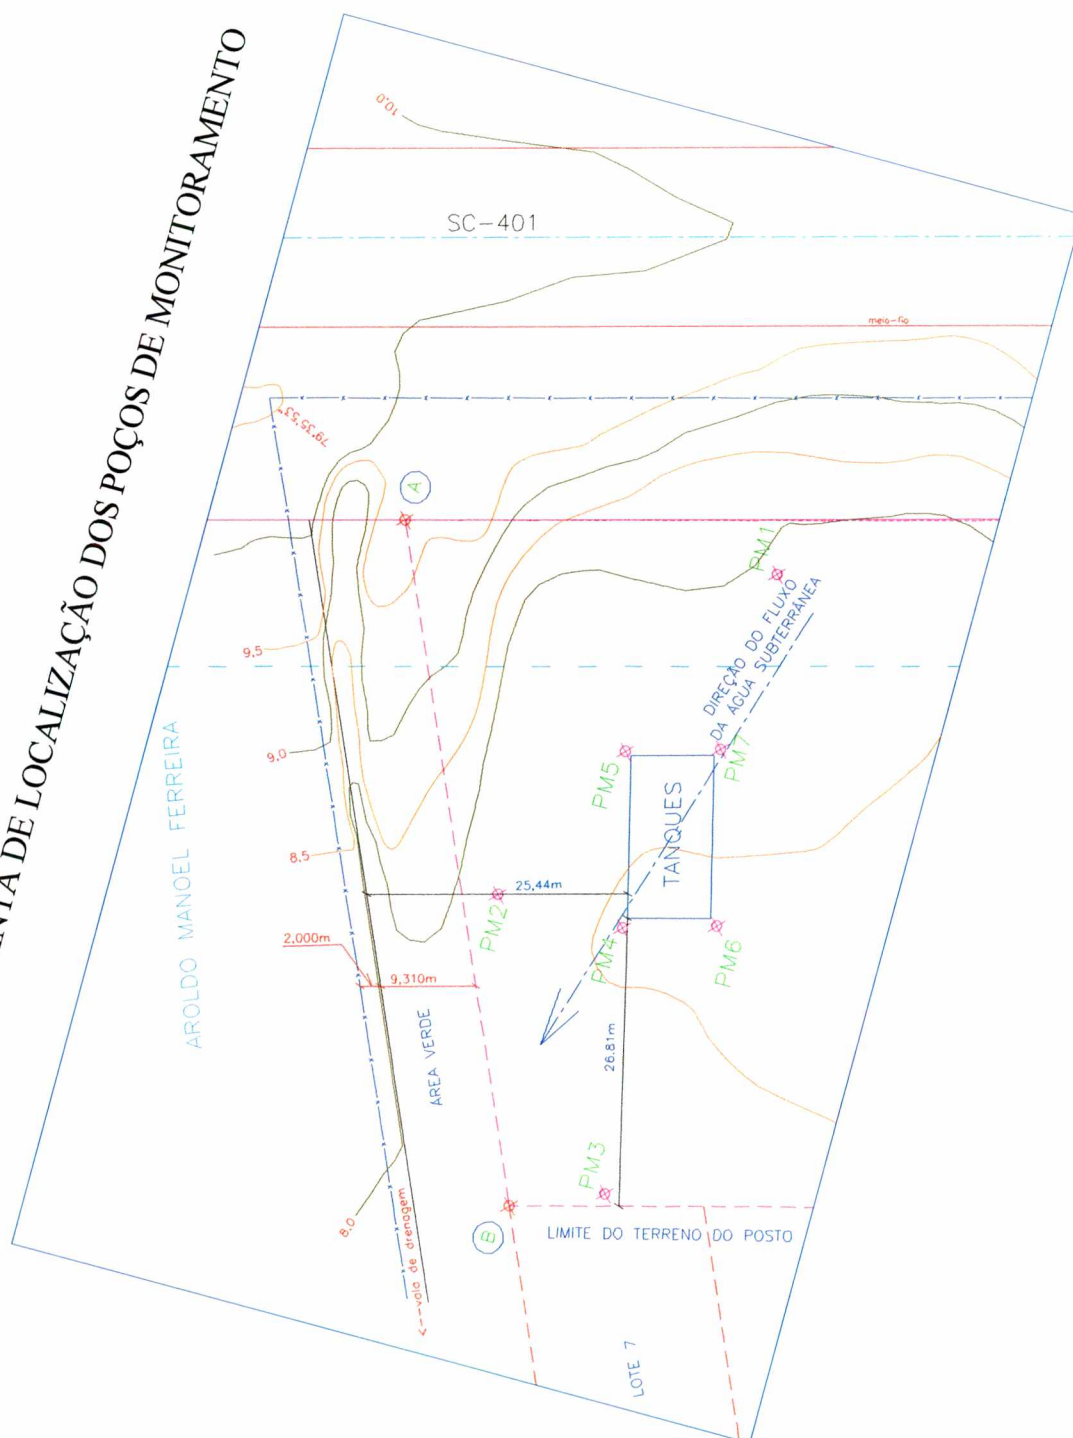 DE LOCALIZAÇÃO DOS POÇOS DE MONITORAMENTO
10,0
SC-401
meio-fio
79°35'53"
A
9,5
PM1
DIREÇÃO DO FLUXO
DA ÁGUA SUBTERRÂNEA
AROLDO MANOEL FERREIRA
9,0
PM5
PM7
TANQUES
8,5
25,44m
PM2
2,000m
9,310m
PM4
PM6
ÁREA VERDE
26.81m
PM3
8,0
B
LIMITE DO TERRENO DO POSTO
<---vala de drenagem
LOTE 7